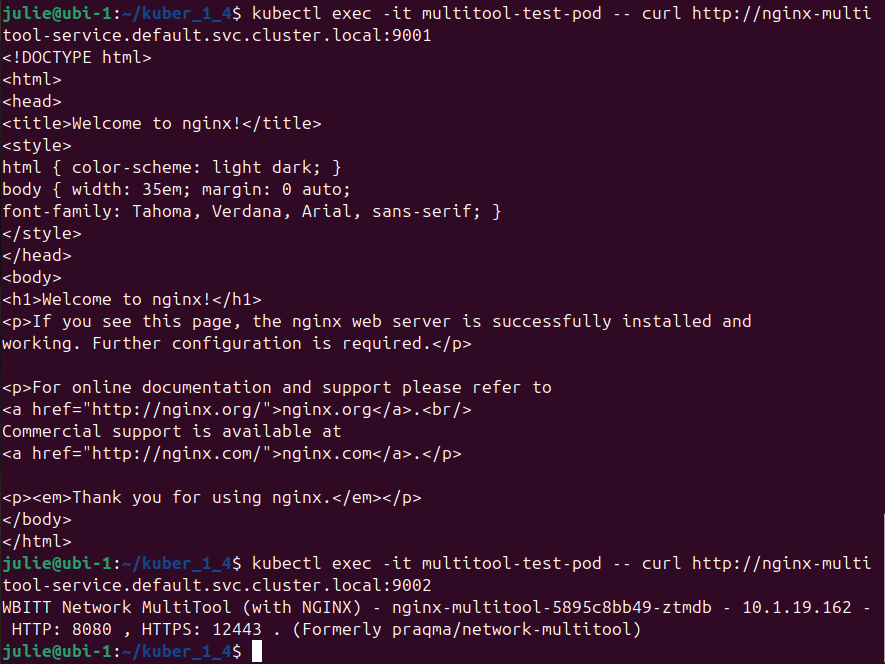 julie@ubi-1:~/kuber_1_4$ kubectl exec -it multitool-test-pod -- curl http://nginx-multi
tool-service.default.svc.cluster.local:9001
<!DOCTYPE html>
<html>
<head>
<title>Welcome to nginx!</title>
<style>
html { color-scheme: light dark; }
body { width: 35em; margin: 0 auto;
font-family: Tahoma, Verdana, Arial, sans-serif; }
</style>
</head>
<body>
<h1>Welcome to nginx!</h1>
<p>If you see this page, the nginx web server is successfully installed and
working. Further configuration is required.</p>

<p>For online documentation and support please refer to
<a href="http://nginx.org/">nginx.org</a>.<br/>
Commercial support is available at
<a href="http://nginx.com/">nginx.com</a>.</p>

<p><em>Thank you for using nginx.</em></p>
</body>
</html>
julie@ubi-1:~/kuber_1_4$ kubectl exec -it multitool-test-pod -- curl http://nginx-multi
tool-service.default.svc.cluster.local:9002
WBITT Network MultiTool (with NGINX) - nginx-multitool-5895c8bb49-ztmdb - 10.1.19.162 -
 HTTP: 8080 , HTTPS: 12443 . (Formerly praqma/network-multitool)
julie@ubi-1:~/kuber_1_4$